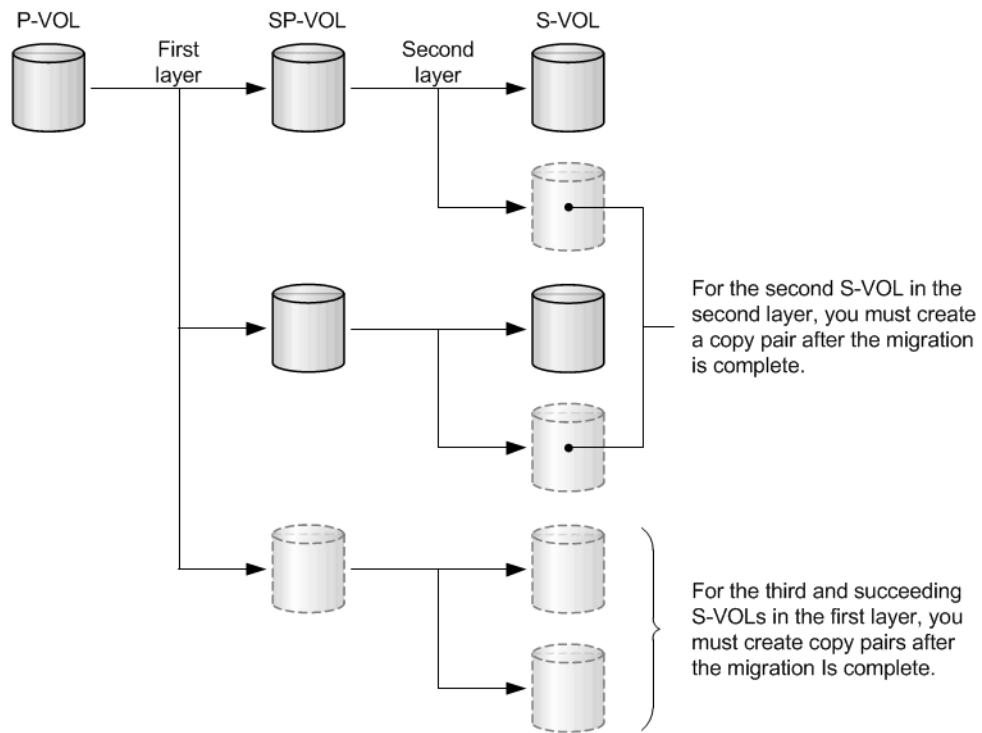 P-VOL
SP-VOL
S-VOL
First
layer
Second
layer
For the second S-VOL in the
second layer, you must create
a copy pair after the migration
is complete.
For the third and succeeding
S-VOLs in the first layer, you
must create copy pairs after
the migration Is complete.